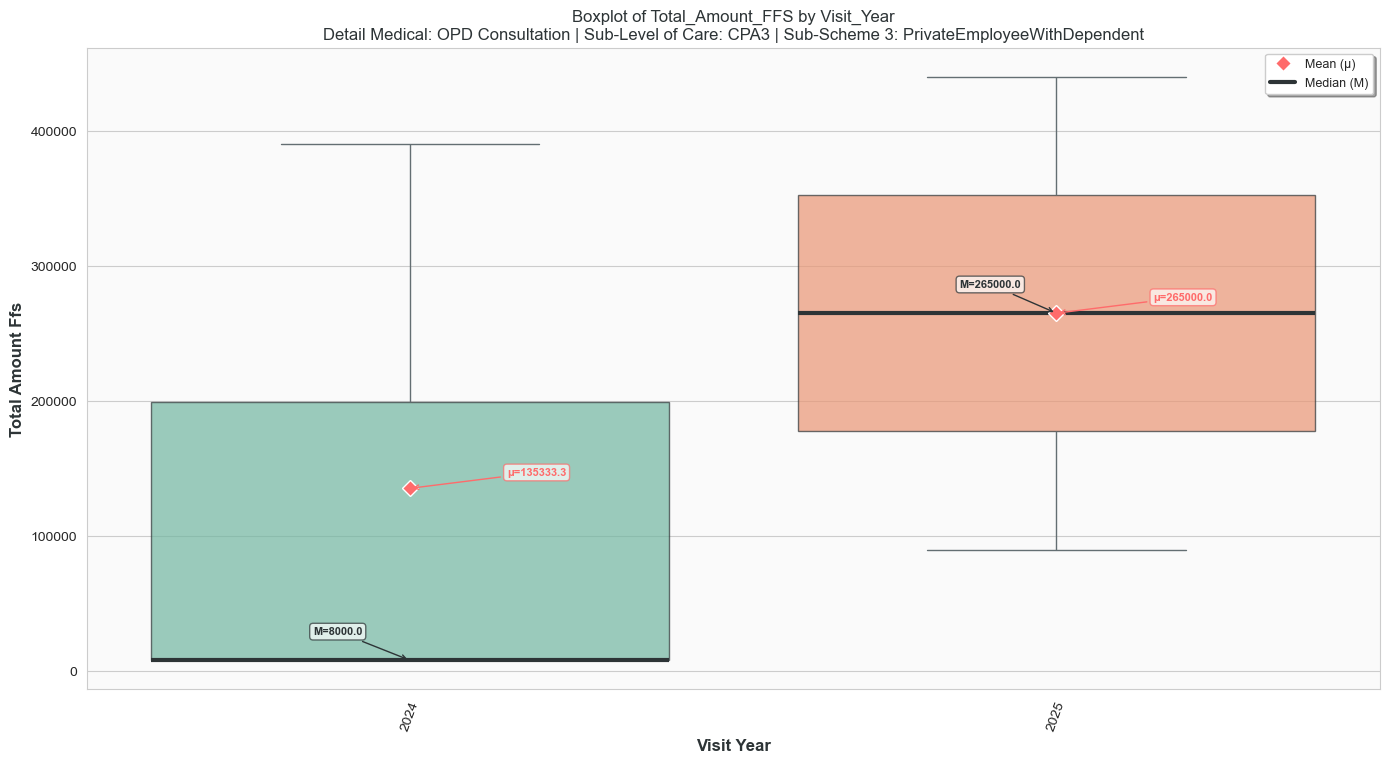 Boxplot of Total_Amount_FFS by Visit_Year
Detail Medical: OPD Consultation | Sub-Level of Care: CPA3 | Sub-Scheme 3: PrivateEmployeeWithDependent
Mean (μ)
Median (M)
Total Amount Ffs
400000
300000
200000
100000
0
M=265000.0
μ=265000.0
μ=135333.3
M=8000.0
2024
2025
Visit Year